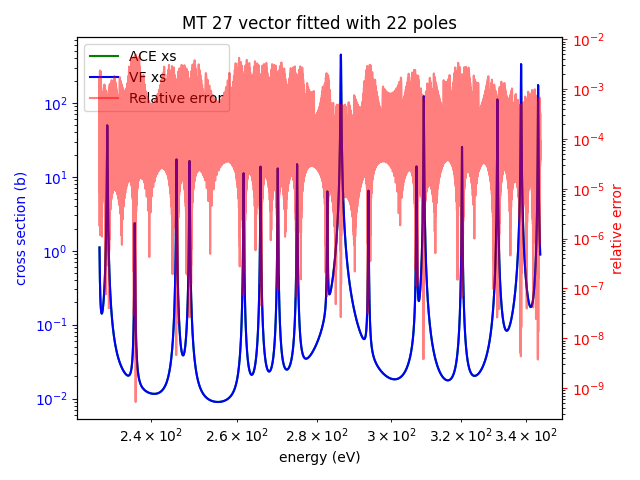 MT 27 vector fitted with 22 poles
ACE xs
VF xs
Relative error
cross section (b)
10²
10¹
10⁰
10⁻¹
10⁻²
relative error
10⁻²
10⁻³
10⁻⁴
10⁻⁵
10⁻⁶
10⁻⁷
10⁻⁸
10⁻⁹
2.4 × 10² 2.6 × 10² 2.8 × 10² 3 × 10² 3.2 × 10² 3.4 × 10²
energy (eV)